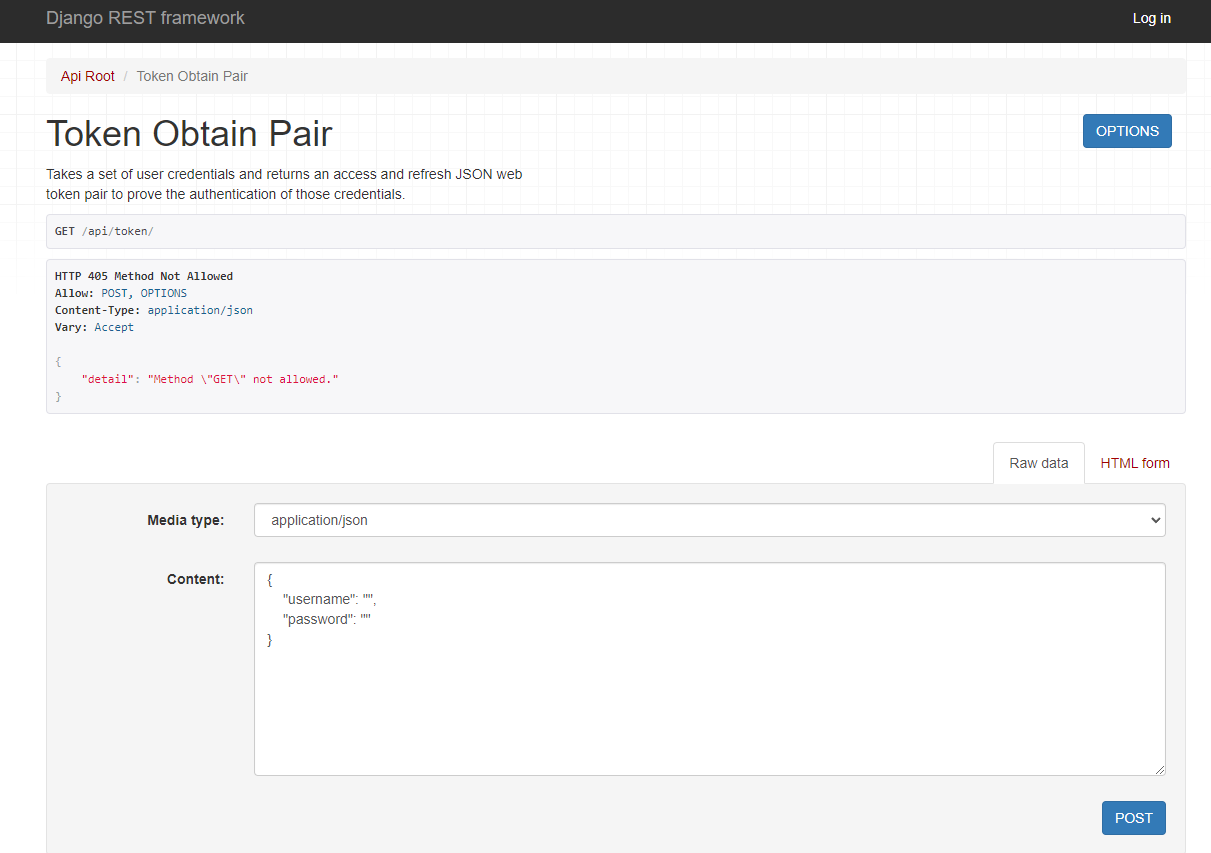 Django REST framework
Log in
Api Root / Token Obtain Pair
Token Obtain Pair
OPTIONS
Takes a set of user credentials and returns an access and refresh JSON web
token pair to prove the authentication of those credentials.
GET /api/token/
HTTP 405 Method Not Allowed
Allow: POST, OPTIONS
Content-Type: application/json
Vary: Accept
{
    "detail": "Method \"GET\" not allowed."
}
Raw data
HTML form
Media type:
application/json
Content:
{
    "username": "",
    "password": ""
}
POST